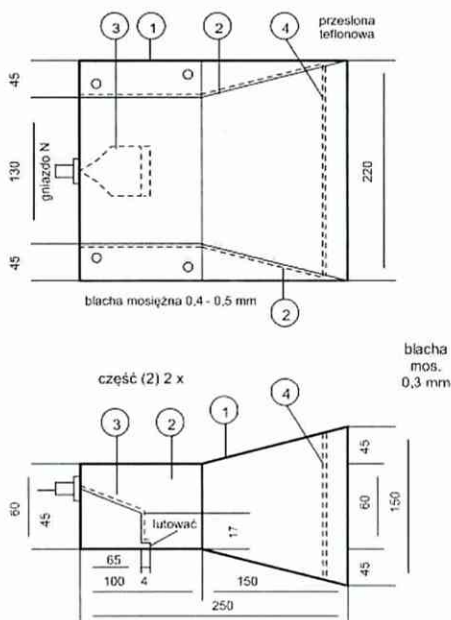 3
1
2
4
przesłona
teflonowa
45
130
45
gniazdo N
220
blacha mosiężna 0,4 - 0,5 mm
2
blacha
mos.
0,3 mm
część (2) 2 x
3
2
1
4
60
45
lutować
17
65
4
100
150
250
45
60
45
150